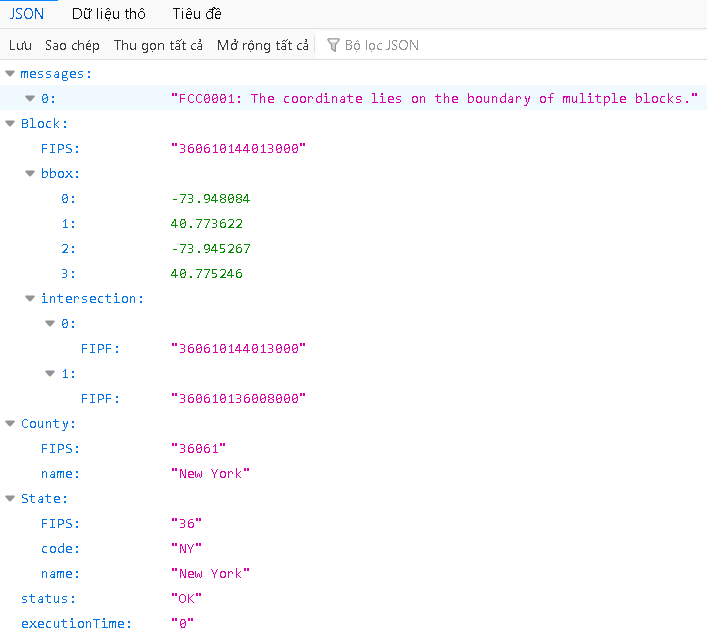 JSON Dữ liệu thô Tiêu đề
Lưu Sao chép Thu gọn tất cả Mở rộng tất cả Bộ lọc JSON
messages:
0: "FCC0001: The coordinate lies on the boundary of mulitple blocks."
Block:
FIPS: "360610144013000"
bbox:
0: -73.948084
1: 40.773622
2: -73.945267
3: 40.775246
intersection:
0:
FIPF: "360610144013000"
1:
FIPF: "360610136008000"
County:
FIPS: "36061"
name: "New York"
State:
FIPS: "36"
code: "NY"
name: "New York"
status: "OK"
executionTime: "0"